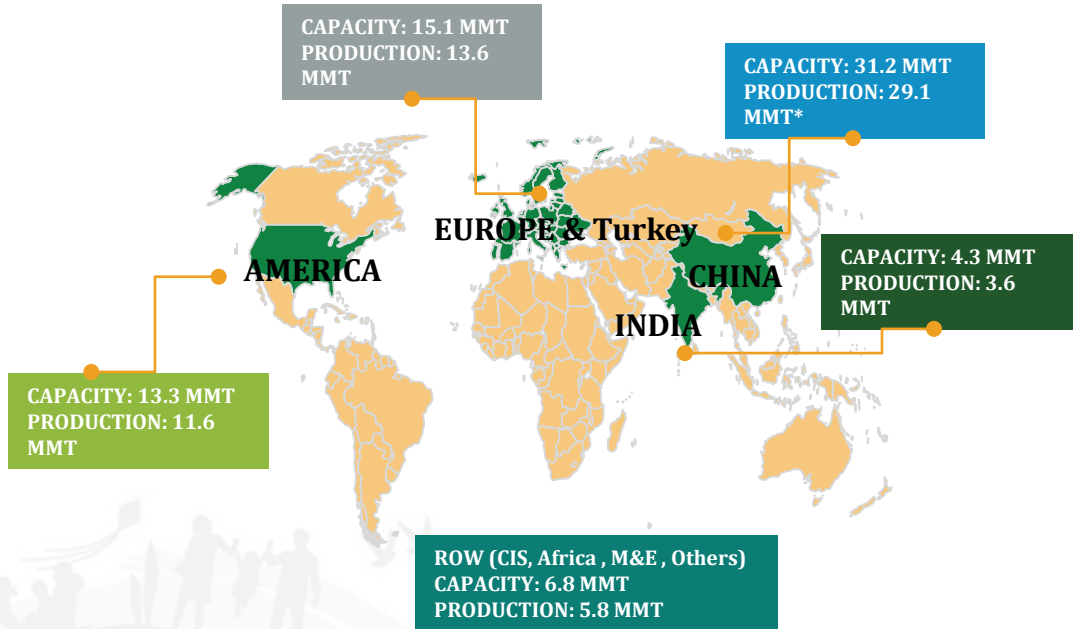 CAPACITY: 15.1 MMT
PRODUCTION: 13.6
MMT
CAPACITY: 31.2 MMT
PRODUCTION: 29.1
MMT*
EUROPE & Turkey
AMERICA
CHINA
INDIA
CAPACITY: 4.3 MMT
PRODUCTION: 3.6
MMT
CAPACITY: 13.3 MMT
PRODUCTION: 11.6
MMT
ROW (CIS, Africa , M&E , Others)
CAPACITY: 6.8 MMT
PRODUCTION: 5.8 MMT